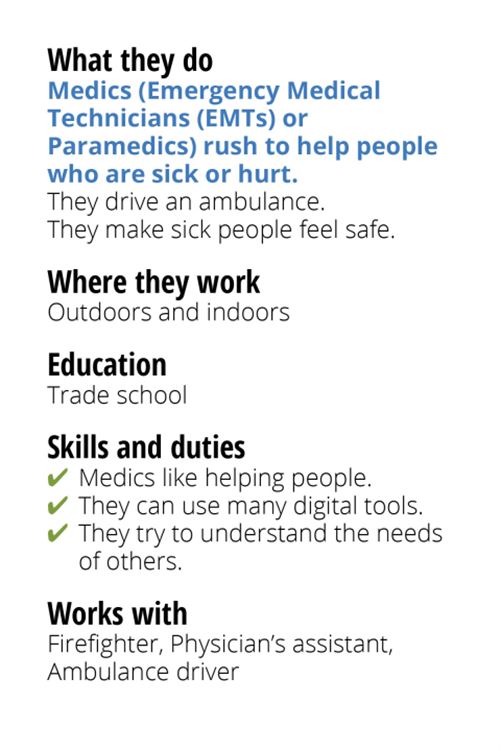 What they do
Medics (Emergency Medical
Technicians (EMTs) or
Paramedics) rush to help people
who are sick or hurt.
They drive an ambulance.
They make sick people feel safe.
Where they work
Outdoors and indoors
Education
Trade school
Skills and duties
✔ Medics like helping people.
✔ They can use many digital tools.
✔ They try to understand the needs
of others.
Works with
Firefighter, Physician’s assistant,
Ambulance driver